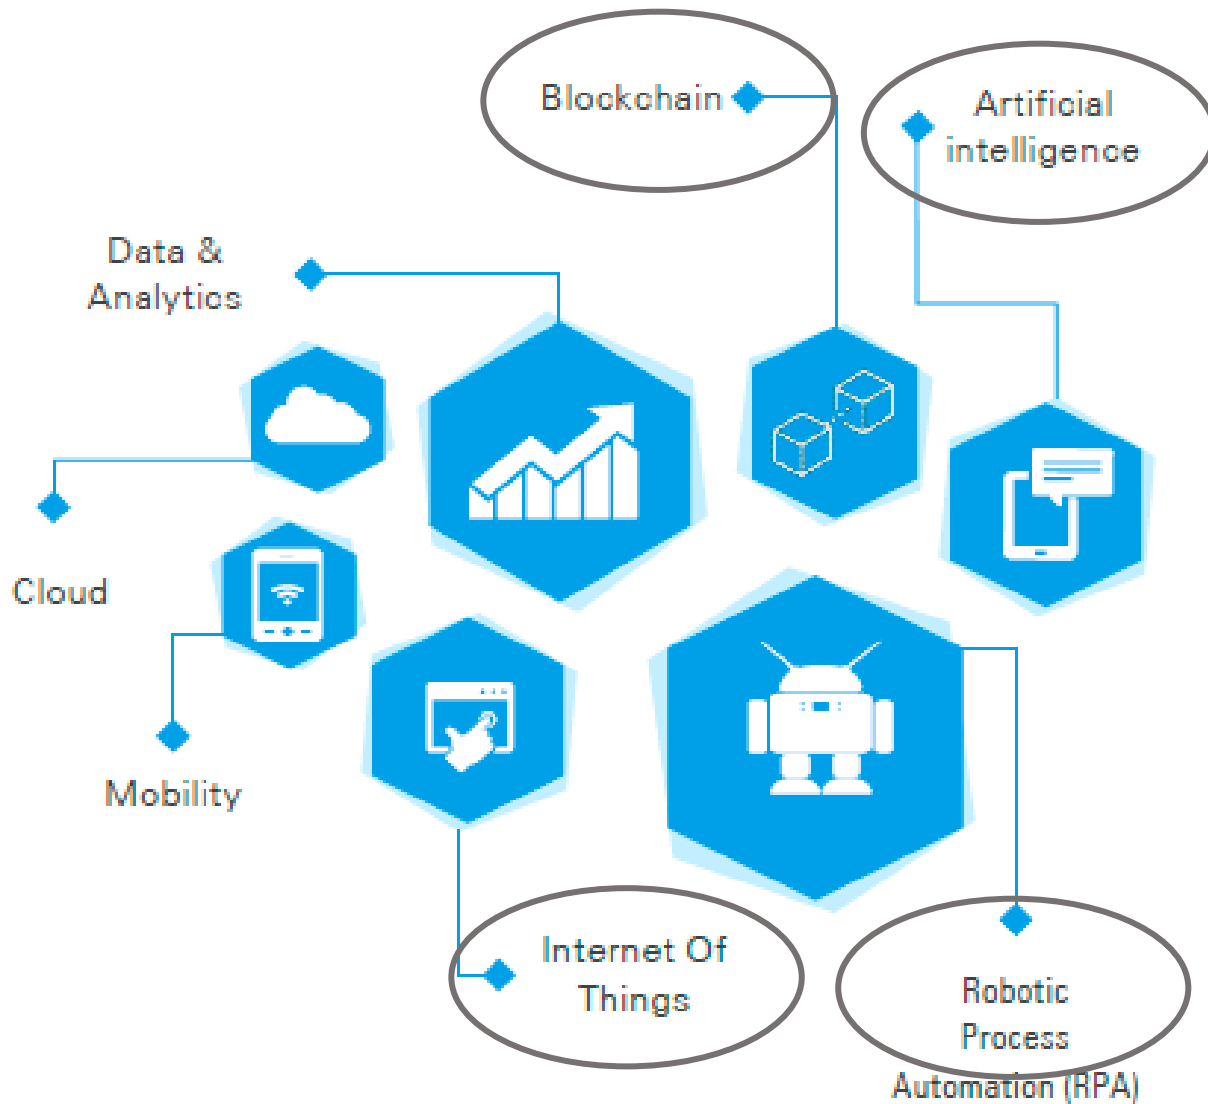 Blockchain
Artificial
intelligence
Data &
Analytics
Cloud
Mobility
Internet Of
Things
Robotic
Process
Automation (RPA)